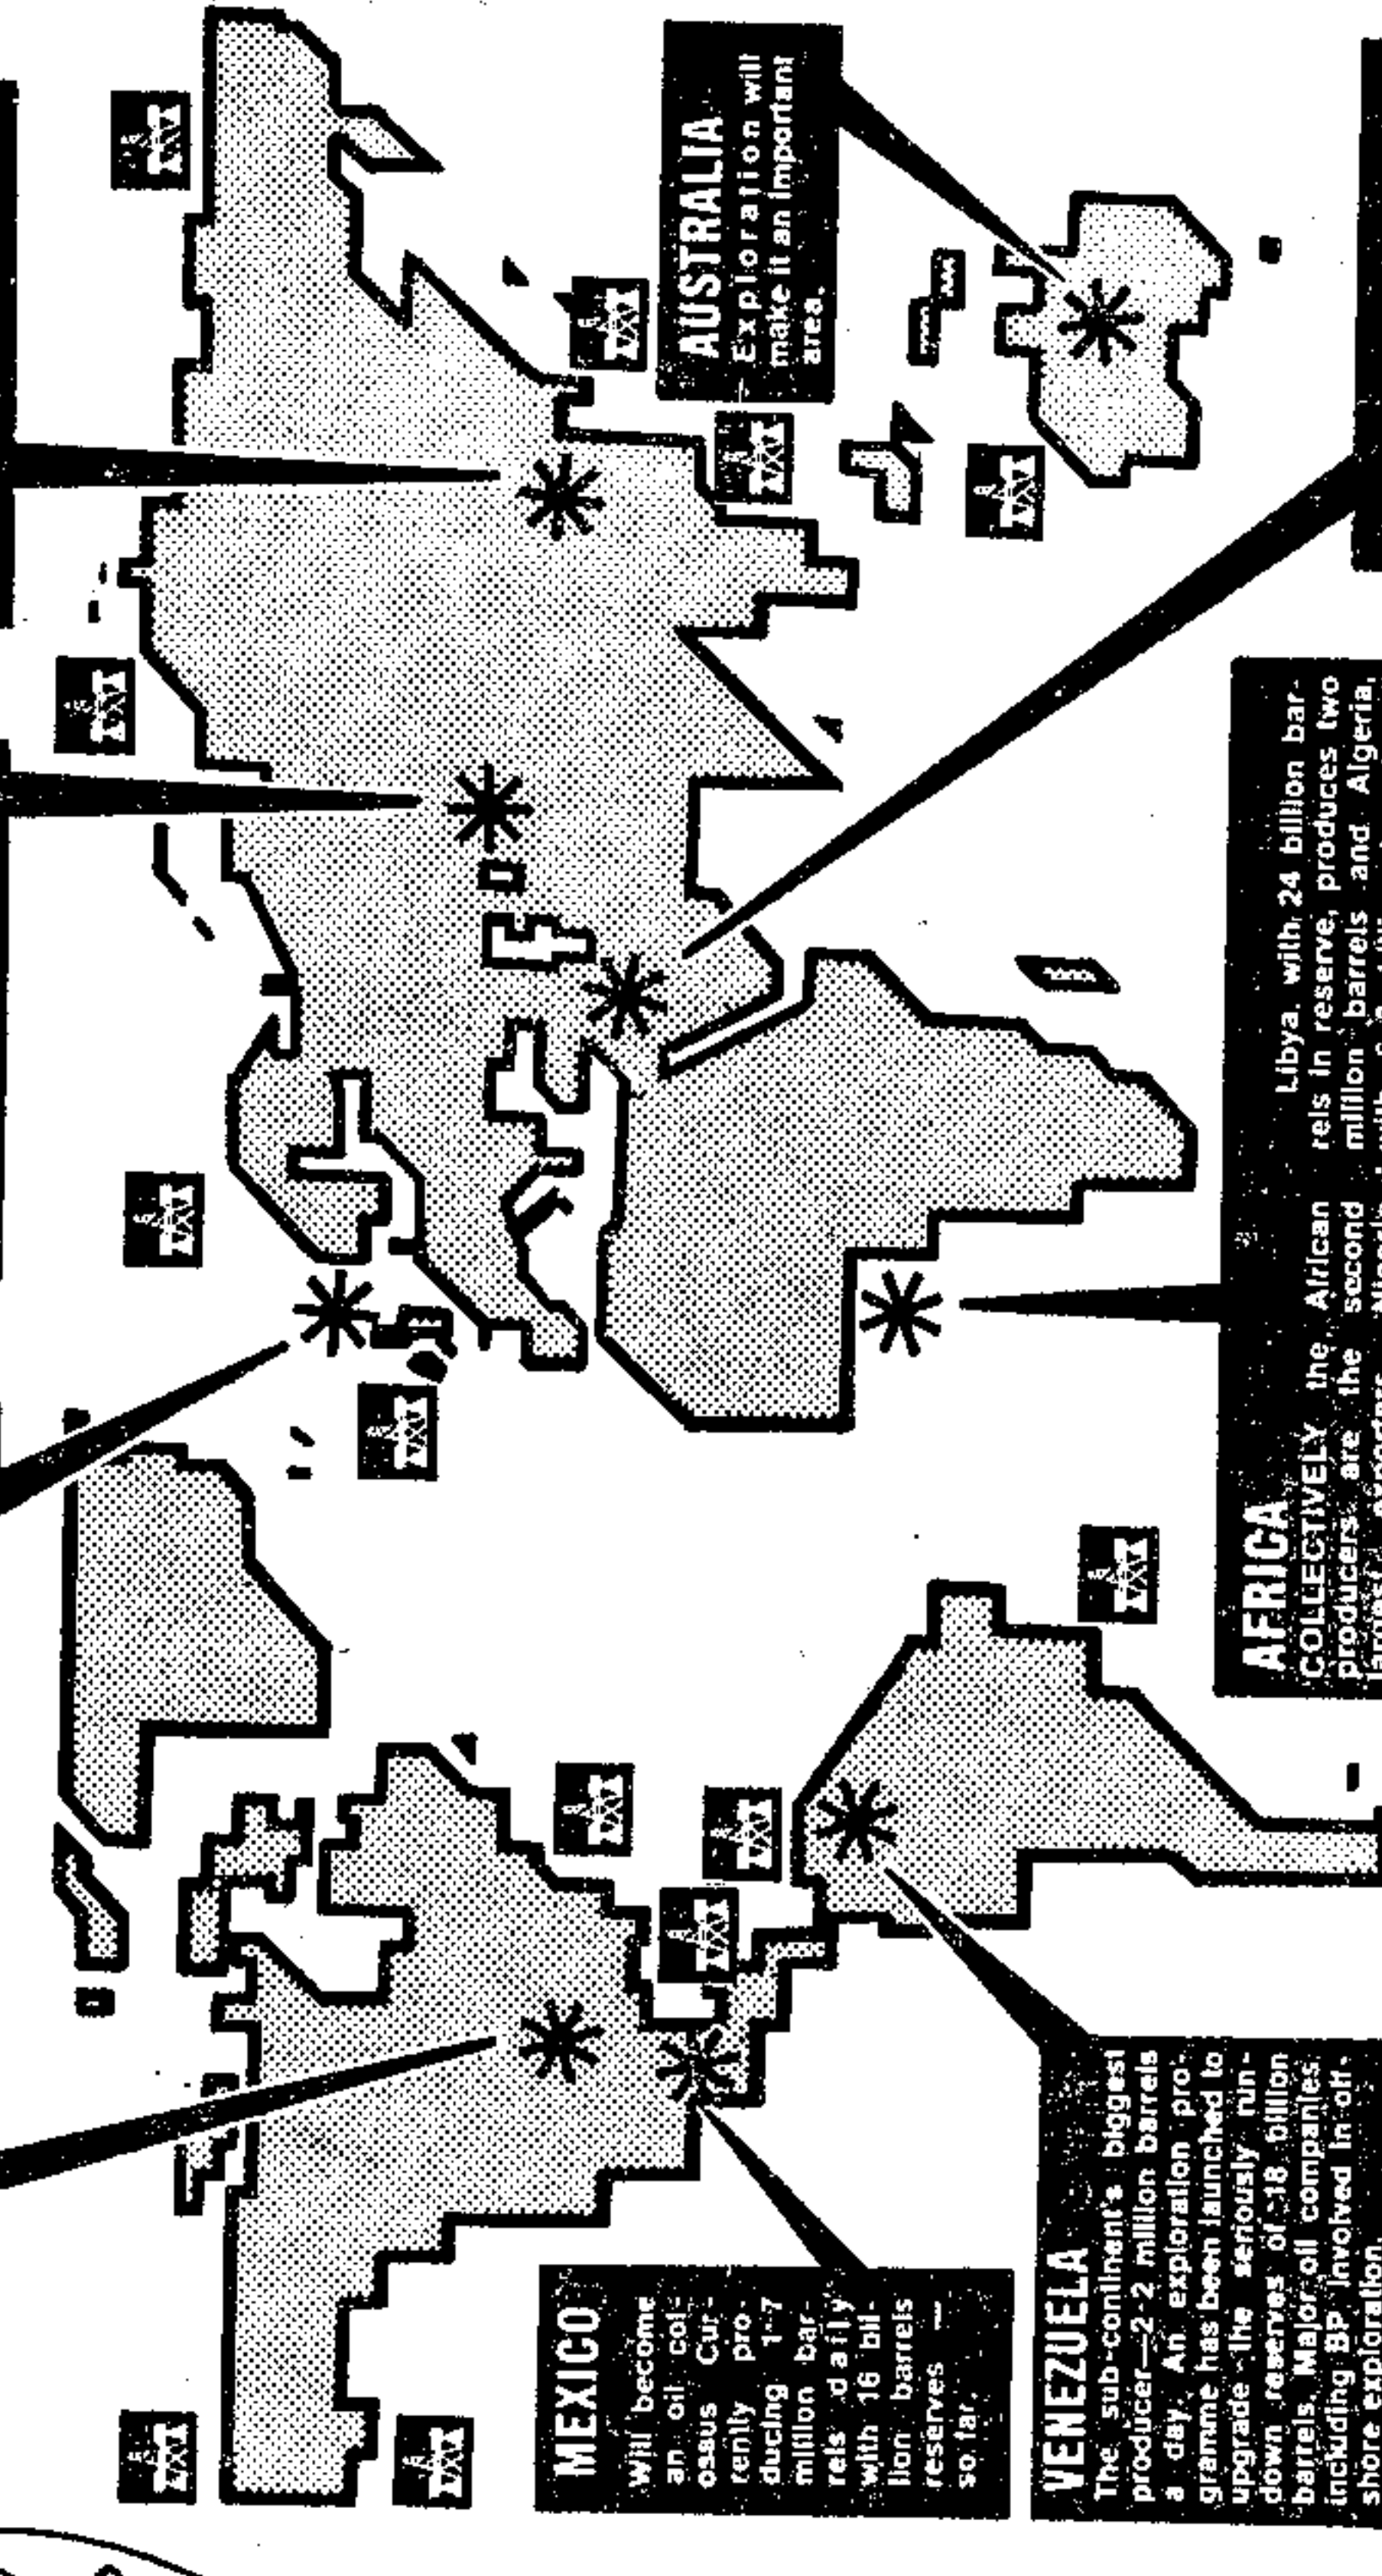 MEXICO
Will become
an oil col-
ossus Cur-
rently pro-
ducing 1·7
million bar-
rels daily
with 16 bil-
lion barrels
reserves —
so far.
VENEZUELA
The sub-continent's biggest
producer—2·2 million barrels
a day. An exploration pro-
gramme has been launched to
upgrade the seriously run-
down reserves of 18 billion
barrels. Major oil companies
including BP involved in off-
shore exploration.
AFRICA
COLLECTIVELY the African
producers are the second
largest exporters
Libya, with 24 billion bar-
rels in reserve, produces two
million barrels and Algeria,
AUSTRALIA
Exploration will
make it an important
area.